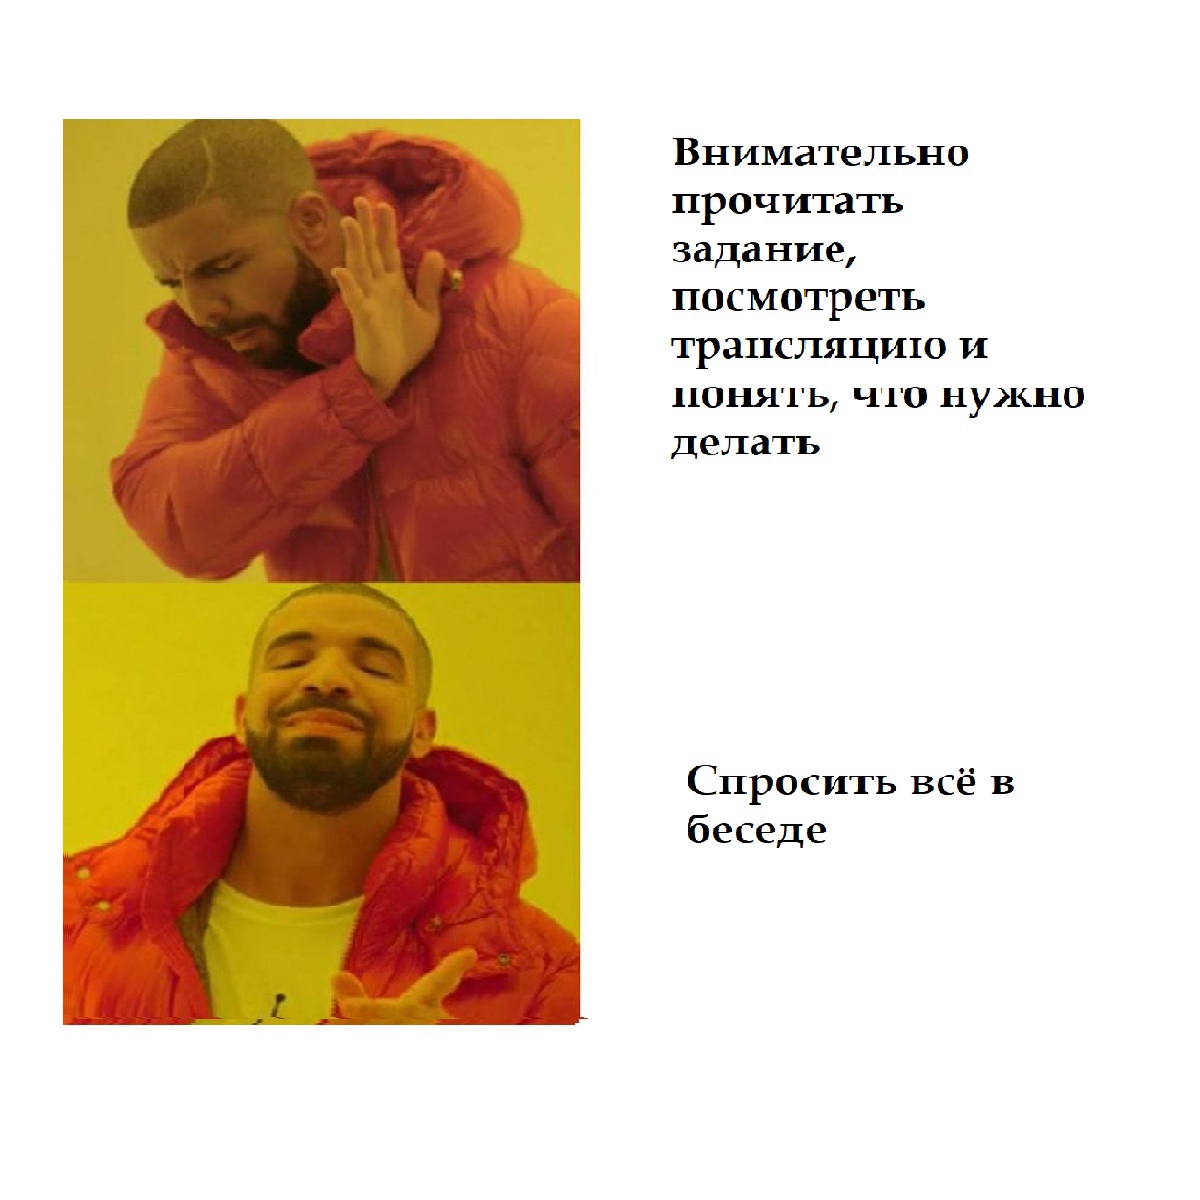 Внимательно
прочитать
задание,
посмотреть
трансляцию и
понять, что нужно
делать
Спросить всё в
беседе